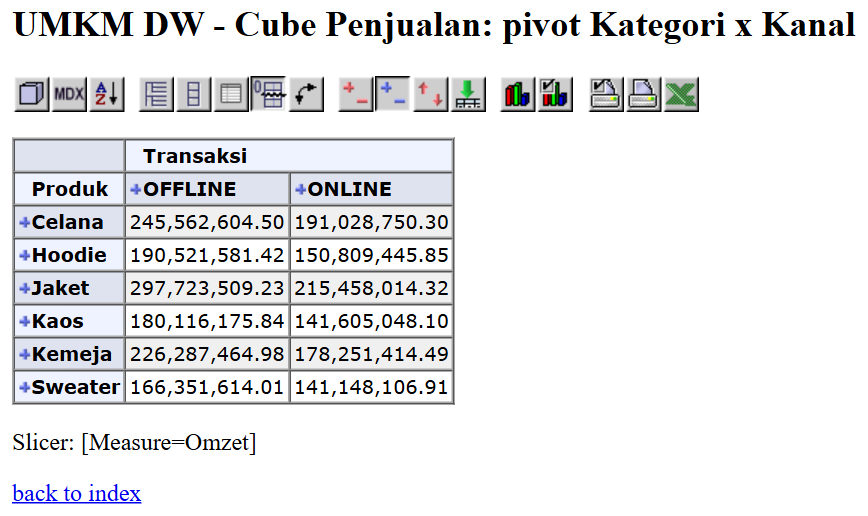 UMKM DW - Cube Penjualan: pivot Kategori x Kanal
MDX A Z 0
Transaksi
Produk OFFLINE ONLINE
Celana 245,562,604.50 191,028,750.30
Hoodie 190,521,581.42 150,809,445.85
Jaket 297,723,509.23 215,458,014.32
Kaos 180,116,175.84 141,605,048.10
Kemeja 226,287,464.98 178,251,414.49
Sweater 166,351,614.01 141,148,106.91
Slicer: [Measure=Omzet]
back to index